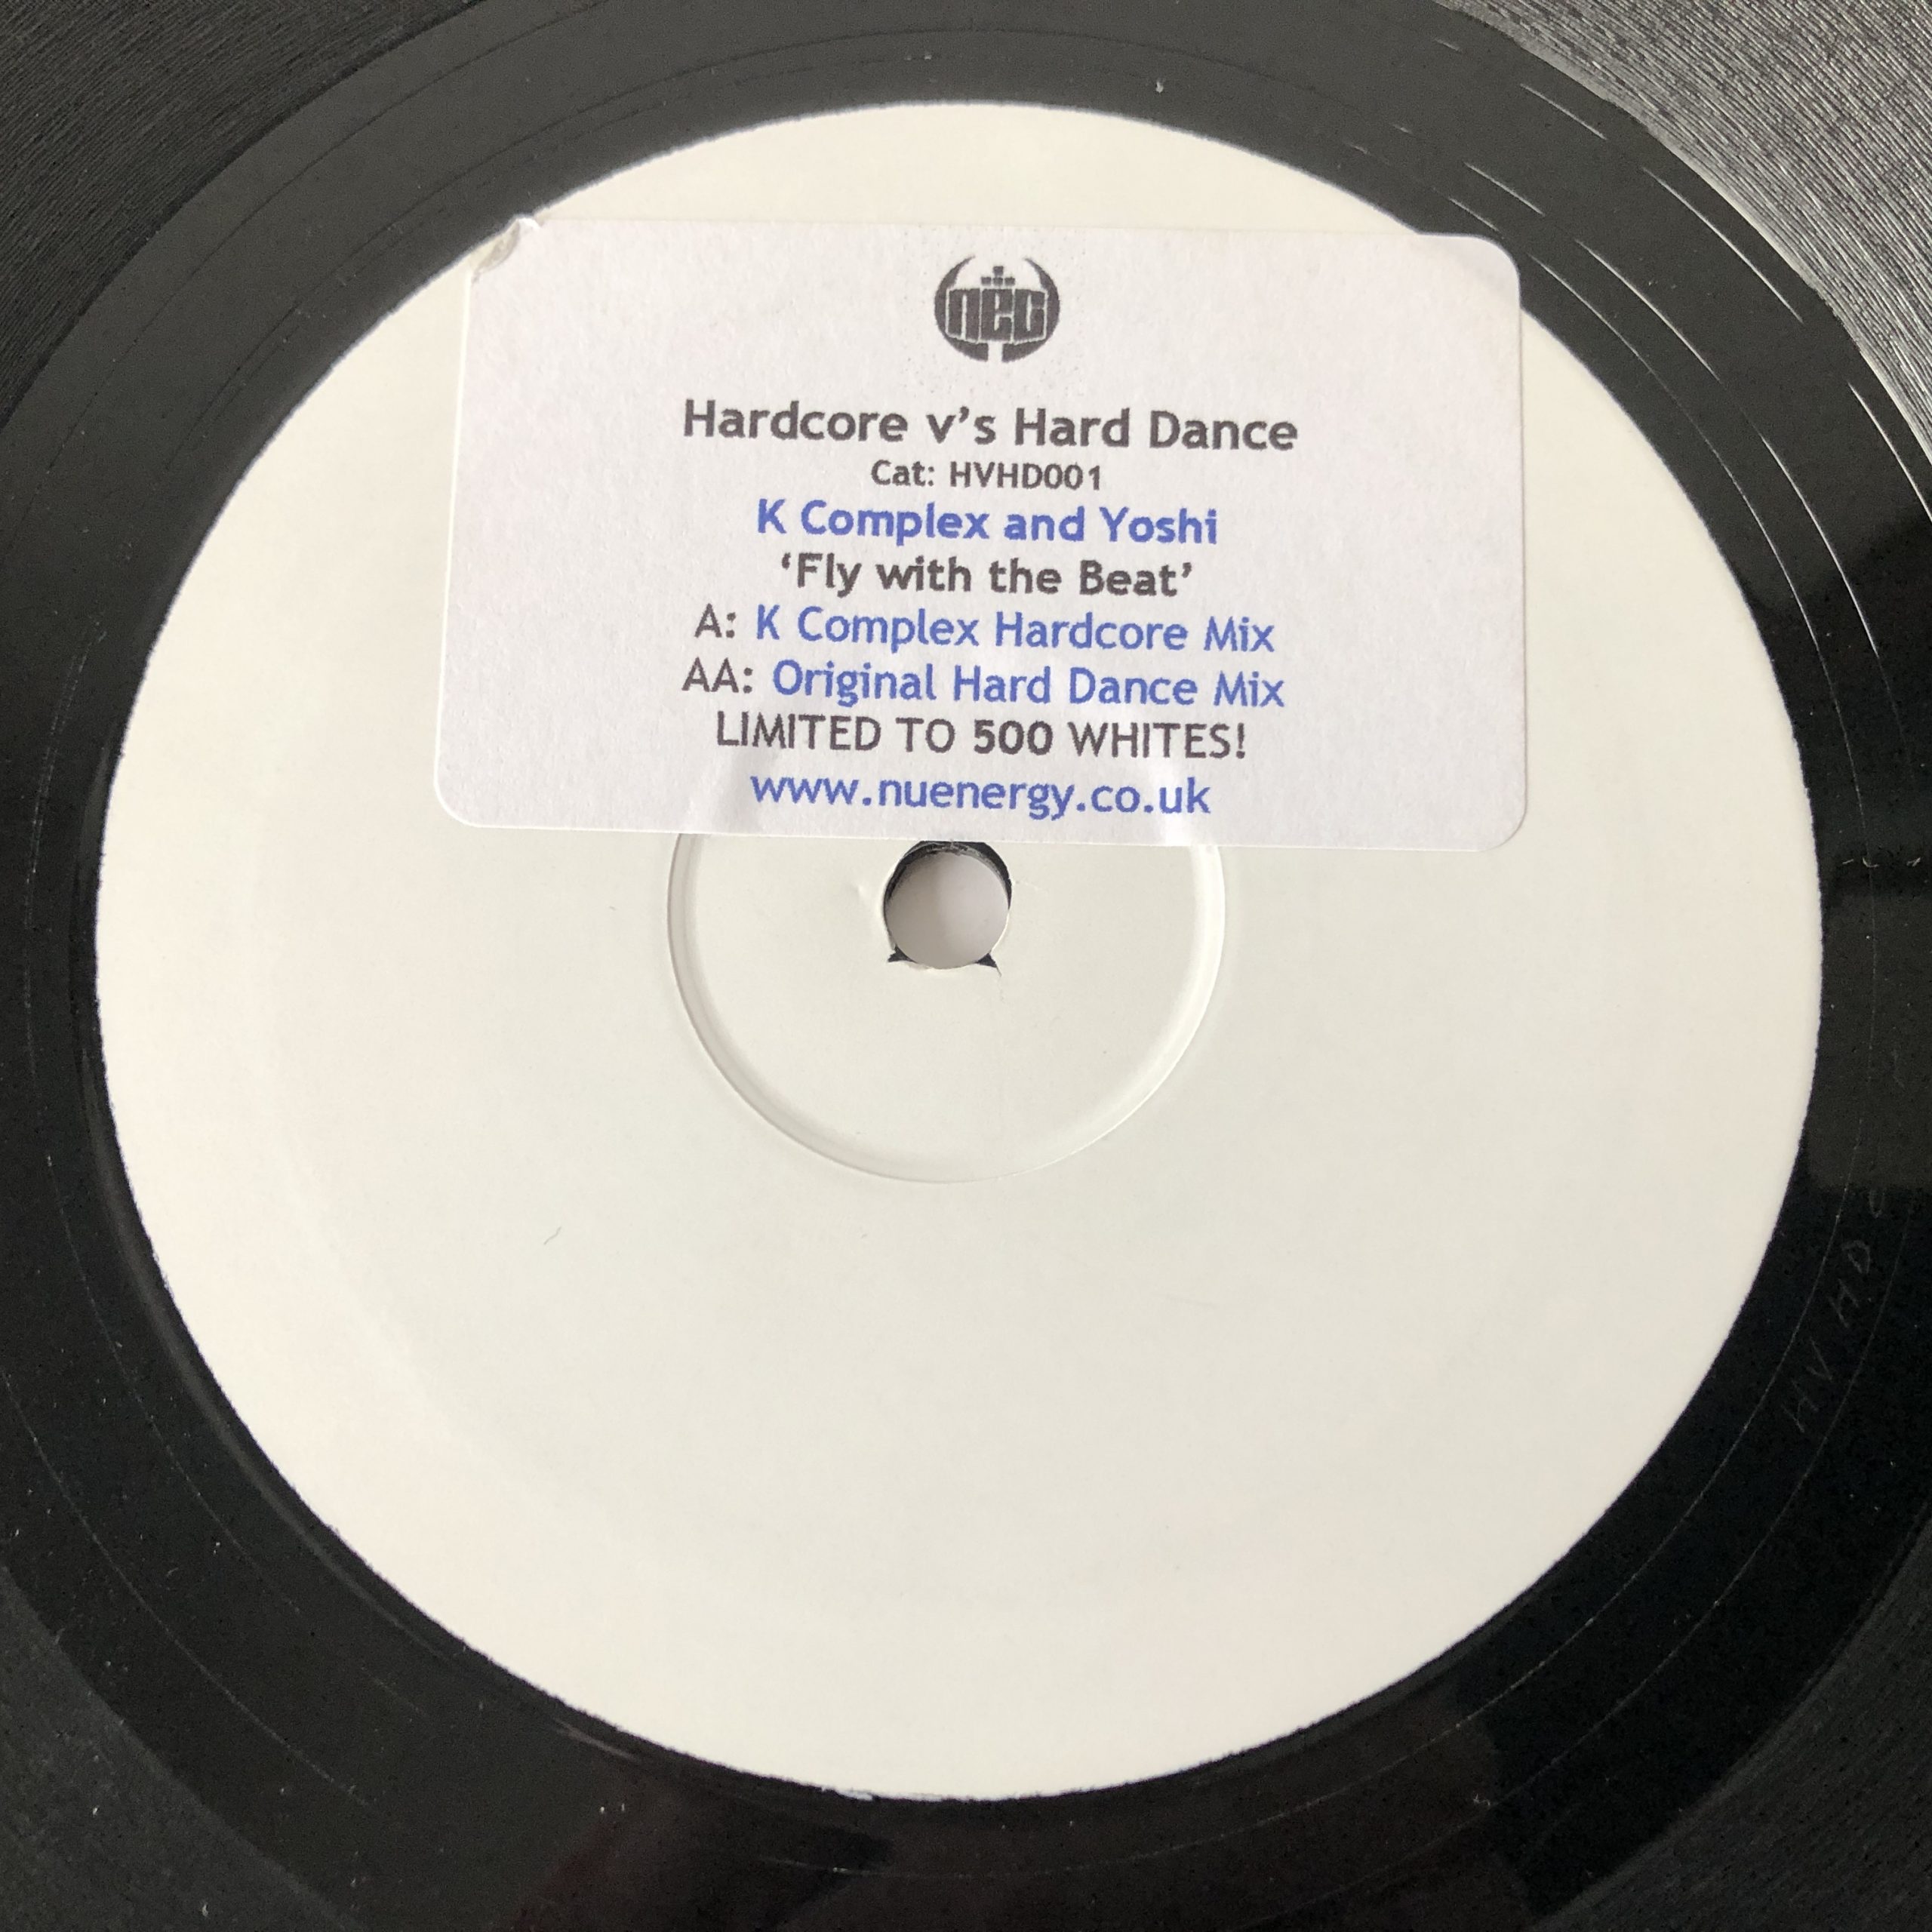 NEC
Hardcore v’s Hard Dance
Cat: HVHD001
K Complex and Yoshi
‘Fly with the Beat’
A: K Complex Hardcore Mix
AA: Original Hard Dance Mix
LIMITED TO 500 WHITES!
www.nuenergy.co.uk
HVHD